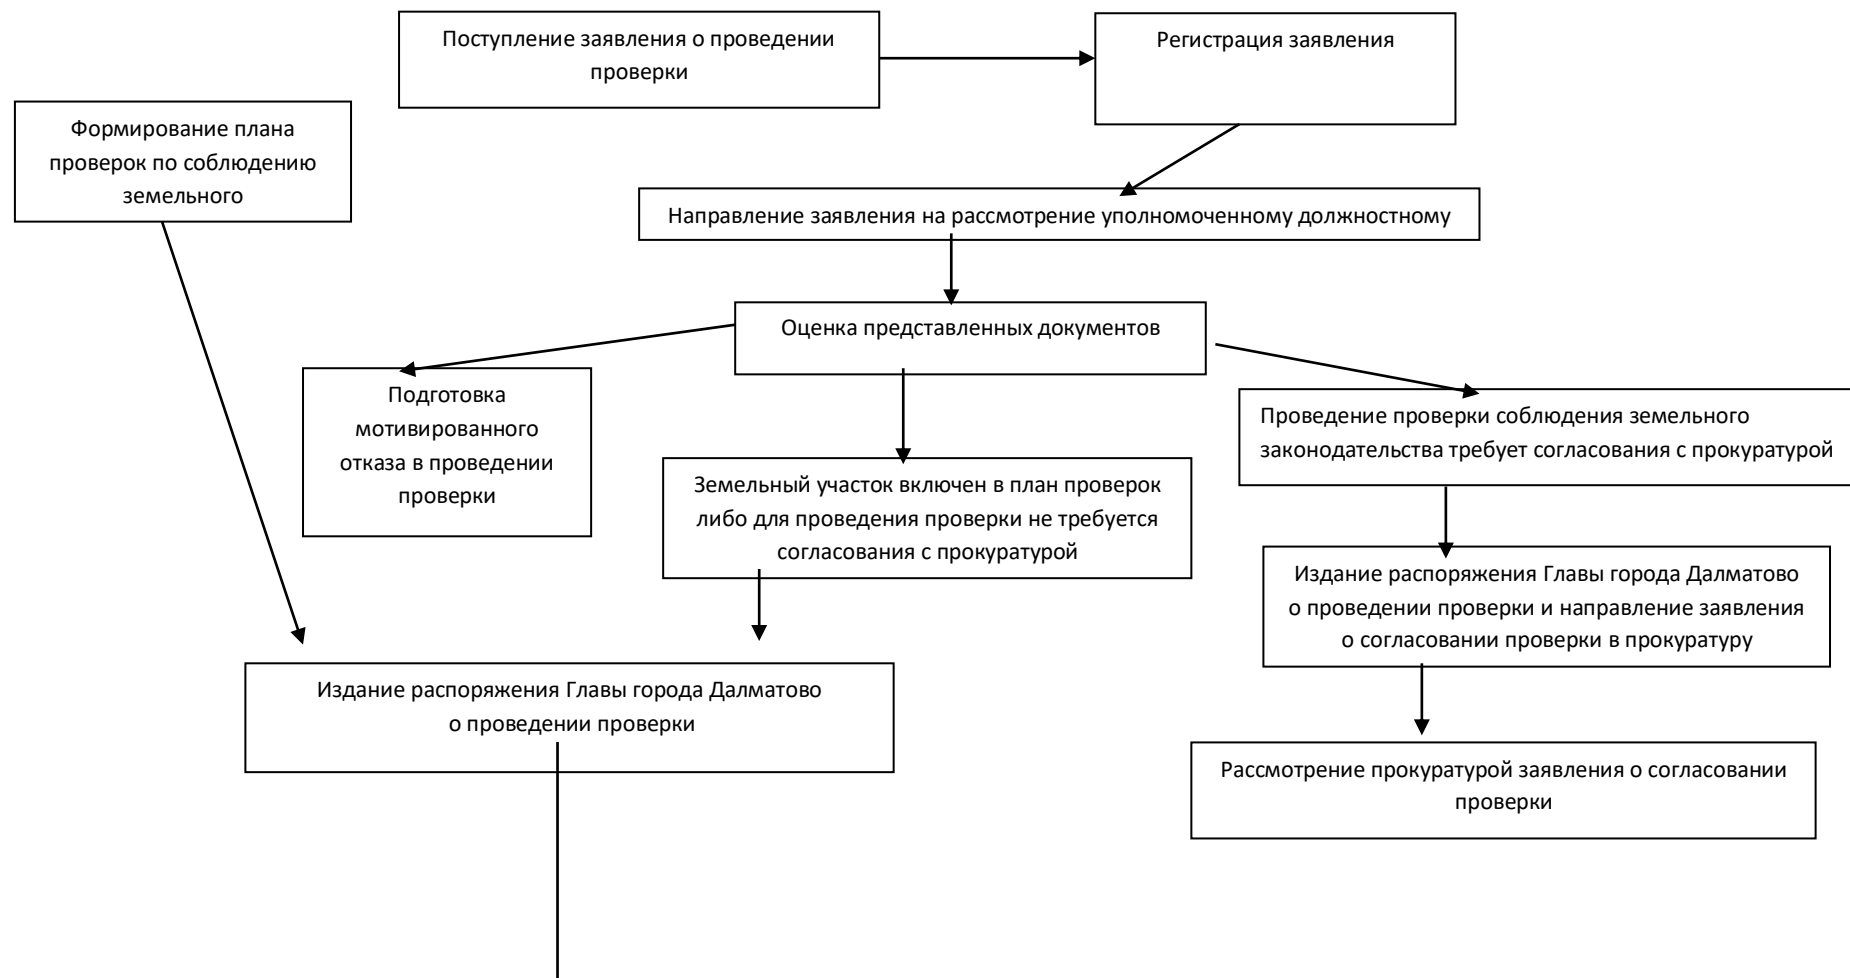 Поступление заявления о проведении
проверки
Регистрация заявления
Формирование плана
проверок по соблюдению
земельного
Направление заявления на рассмотрение уполномоченному должностному
Оценка представленных документов
Подготовка
мотивированного
отказа в проведении
проверки
Земельный участок включен в план проверок
либо для проведения проверки не требуется
согласования с прокуратурой
Проведение проверки соблюдения земельного
законодательства требует согласования с прокуратурой
Издание распоряжения Главы города Далматово
о проведении проверки и направление заявления
о согласовании проверки в прокуратуру
Издание распоряжения Главы города Далматово
о проведении проверки
Рассмотрение прокуратурой заявления о согласовании
проверки